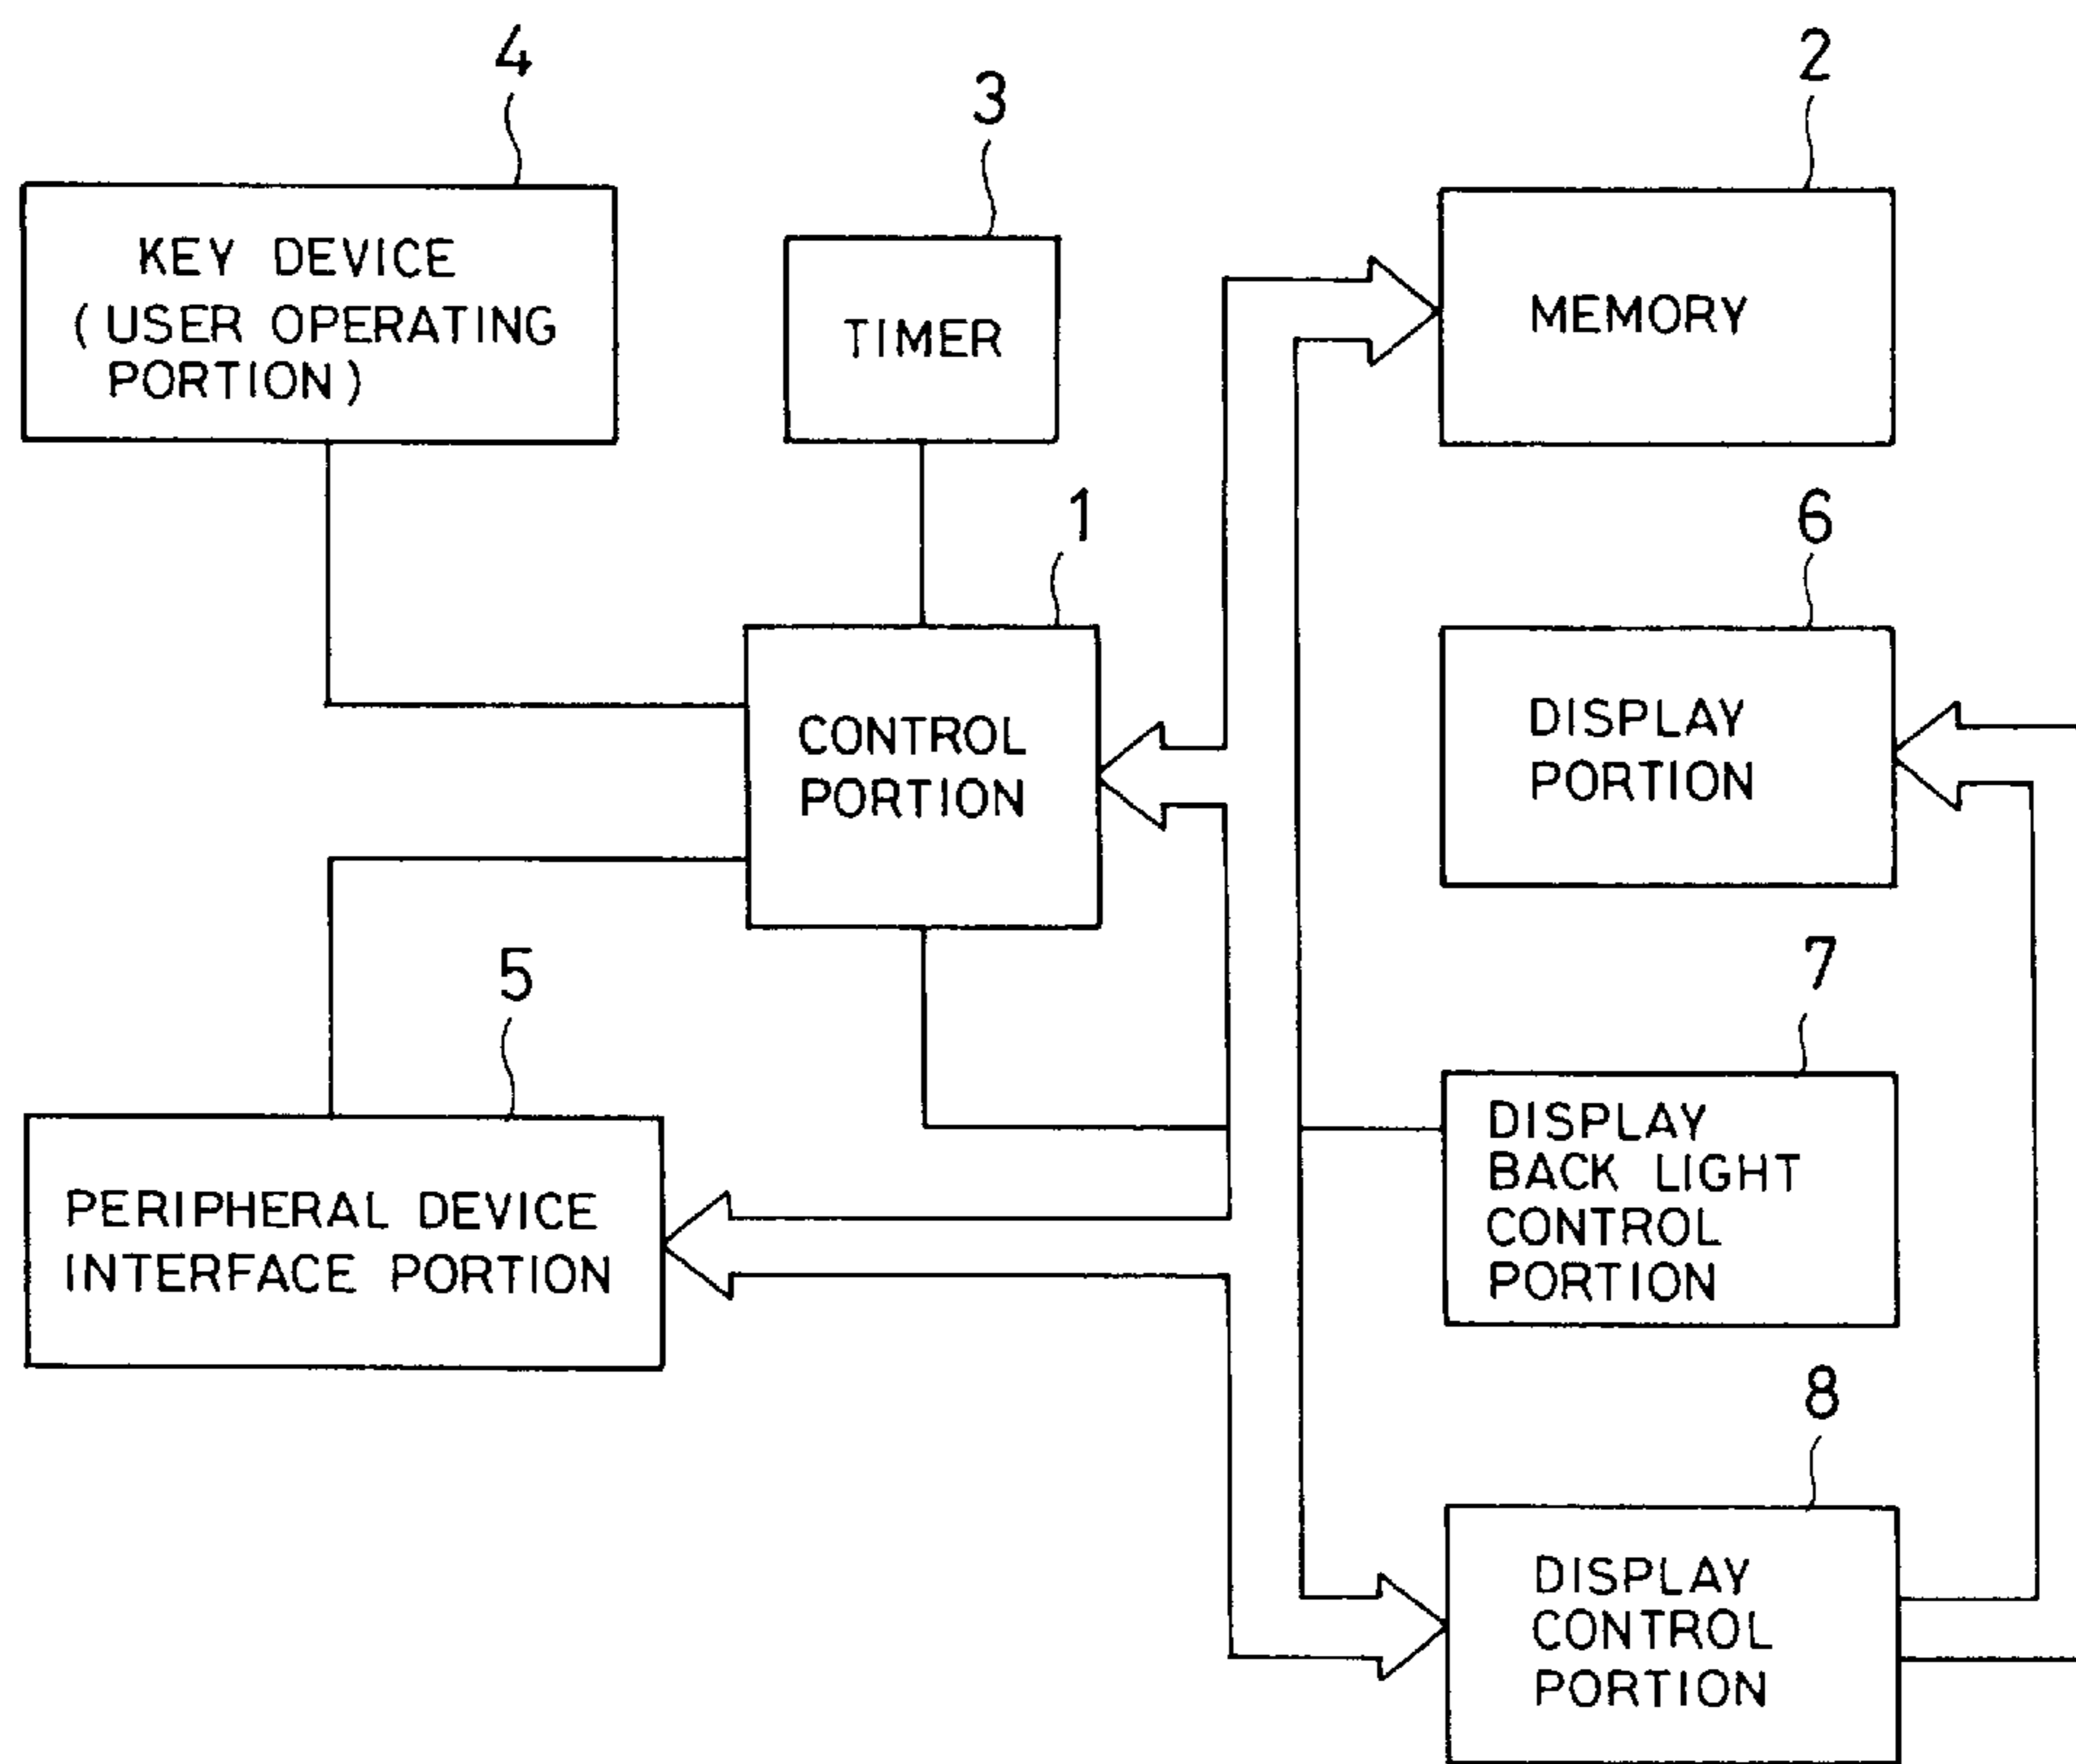 4
KEY DEVICE
(USER OPERATING
PORTION)
3
TIMER
2
MEMORY
1
CONTROL
PORTION
6
DISPLAY
PORTION
5
PERIPHERAL DEVICE
INTERFACE PORTION
7
DISPLAY
BACK LIGHT
CONTROL
PORTION
8
DISPLAY
CONTROL
PORTION